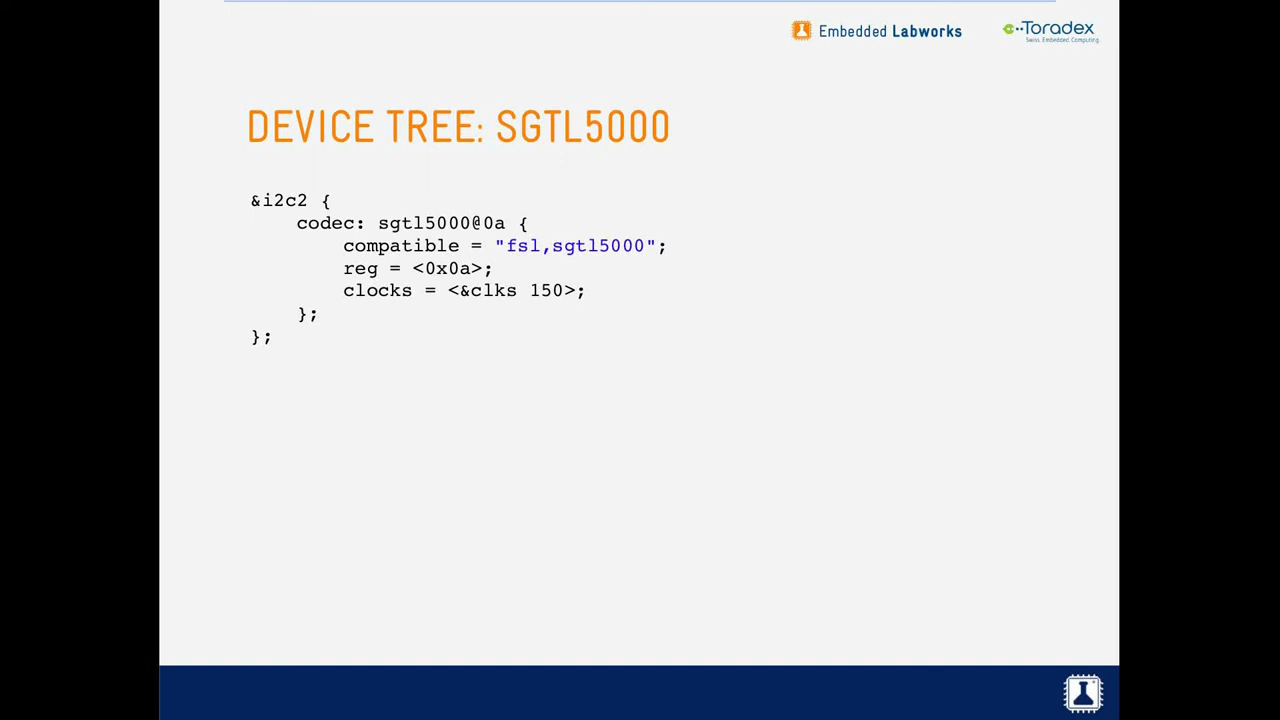 Embedded Labworks
Toradex
Swiss. Embedded. Computing.
DEVICE TREE: SGTL5000
&i2c2 {
    codec: sgtl5000@0a {
        compatible = "fsl,sgtl5000";
        reg = <0x0a>;
        clocks = <&clks 150>;
    };
};